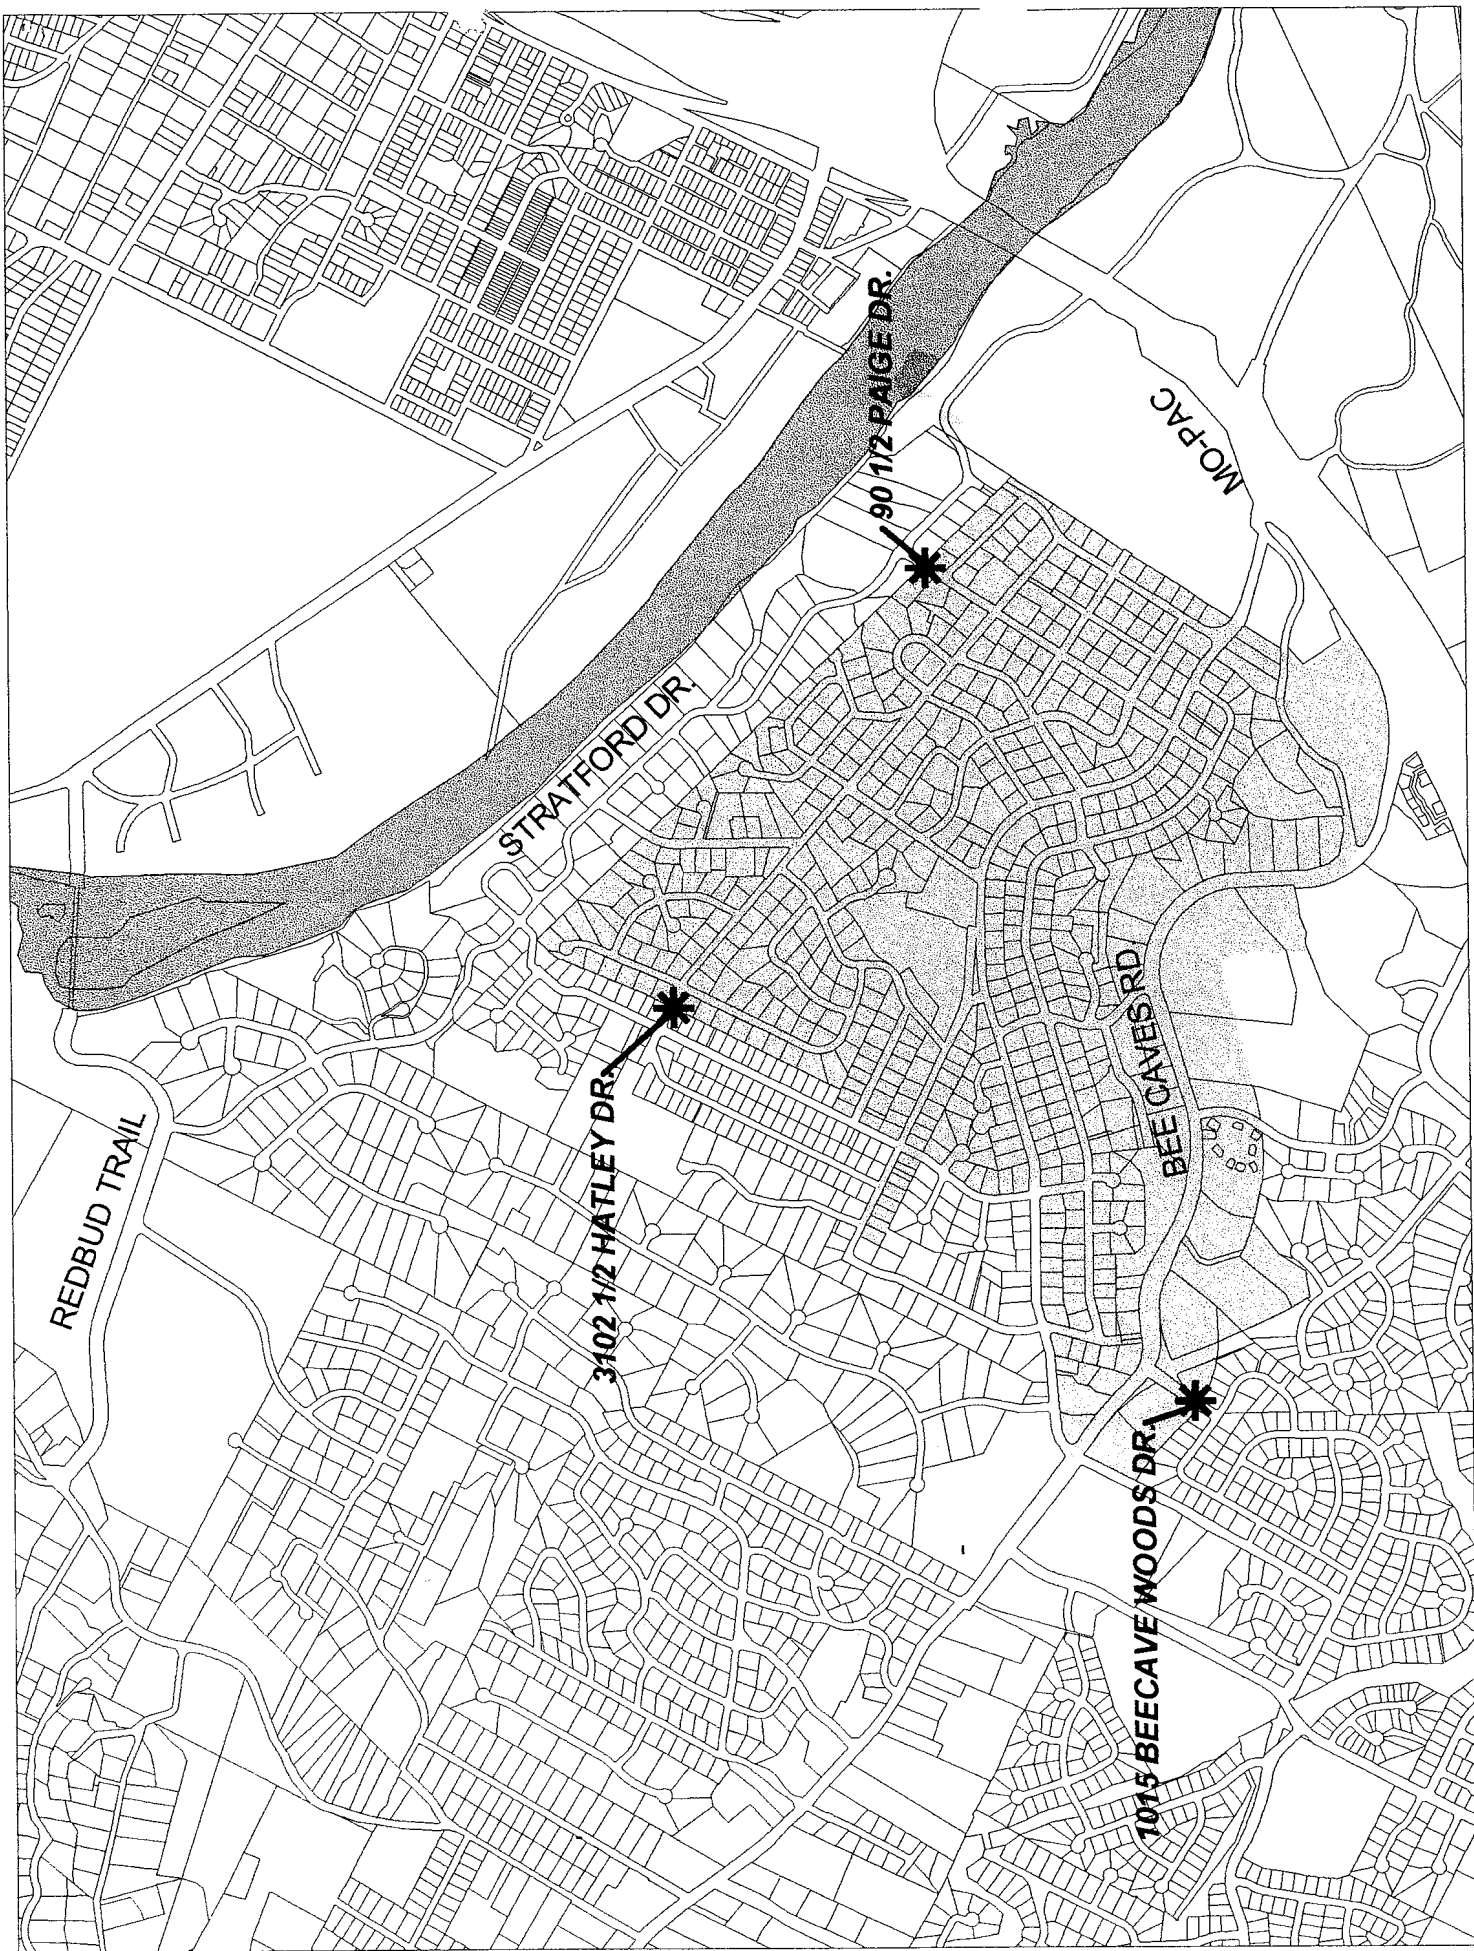 REDBUD TRAIL
STRATFORD DR.
3102 1/2 HATLEY DR.
90 1/2 PAIGE DR.
MO-PAC
BEE CAVES RD
1015 BEECAVE WOODS DR.